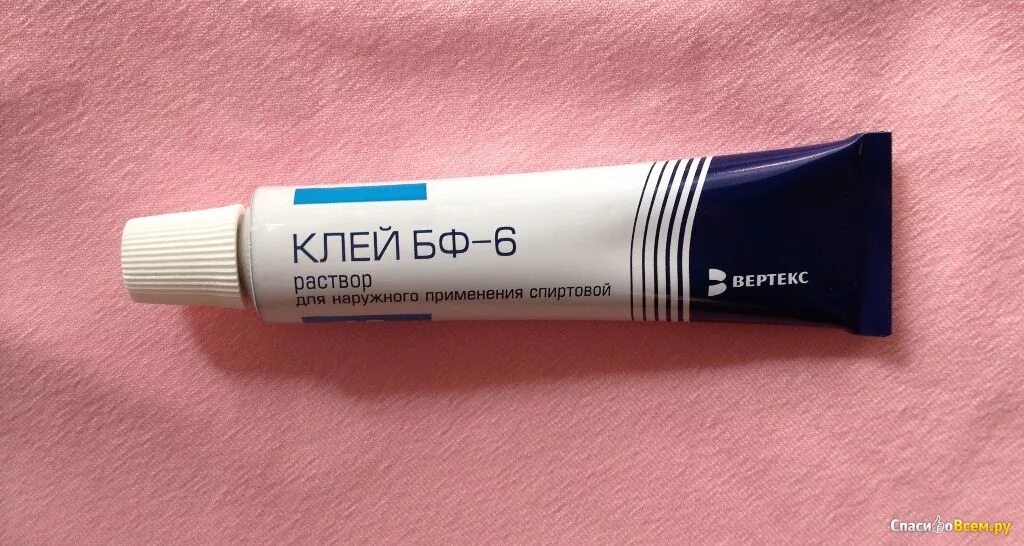 КЛЕЙ БФ-6
раствор
для наружного применения спиртовой
ВЕРТЕКС
СпасибоВсем.ру